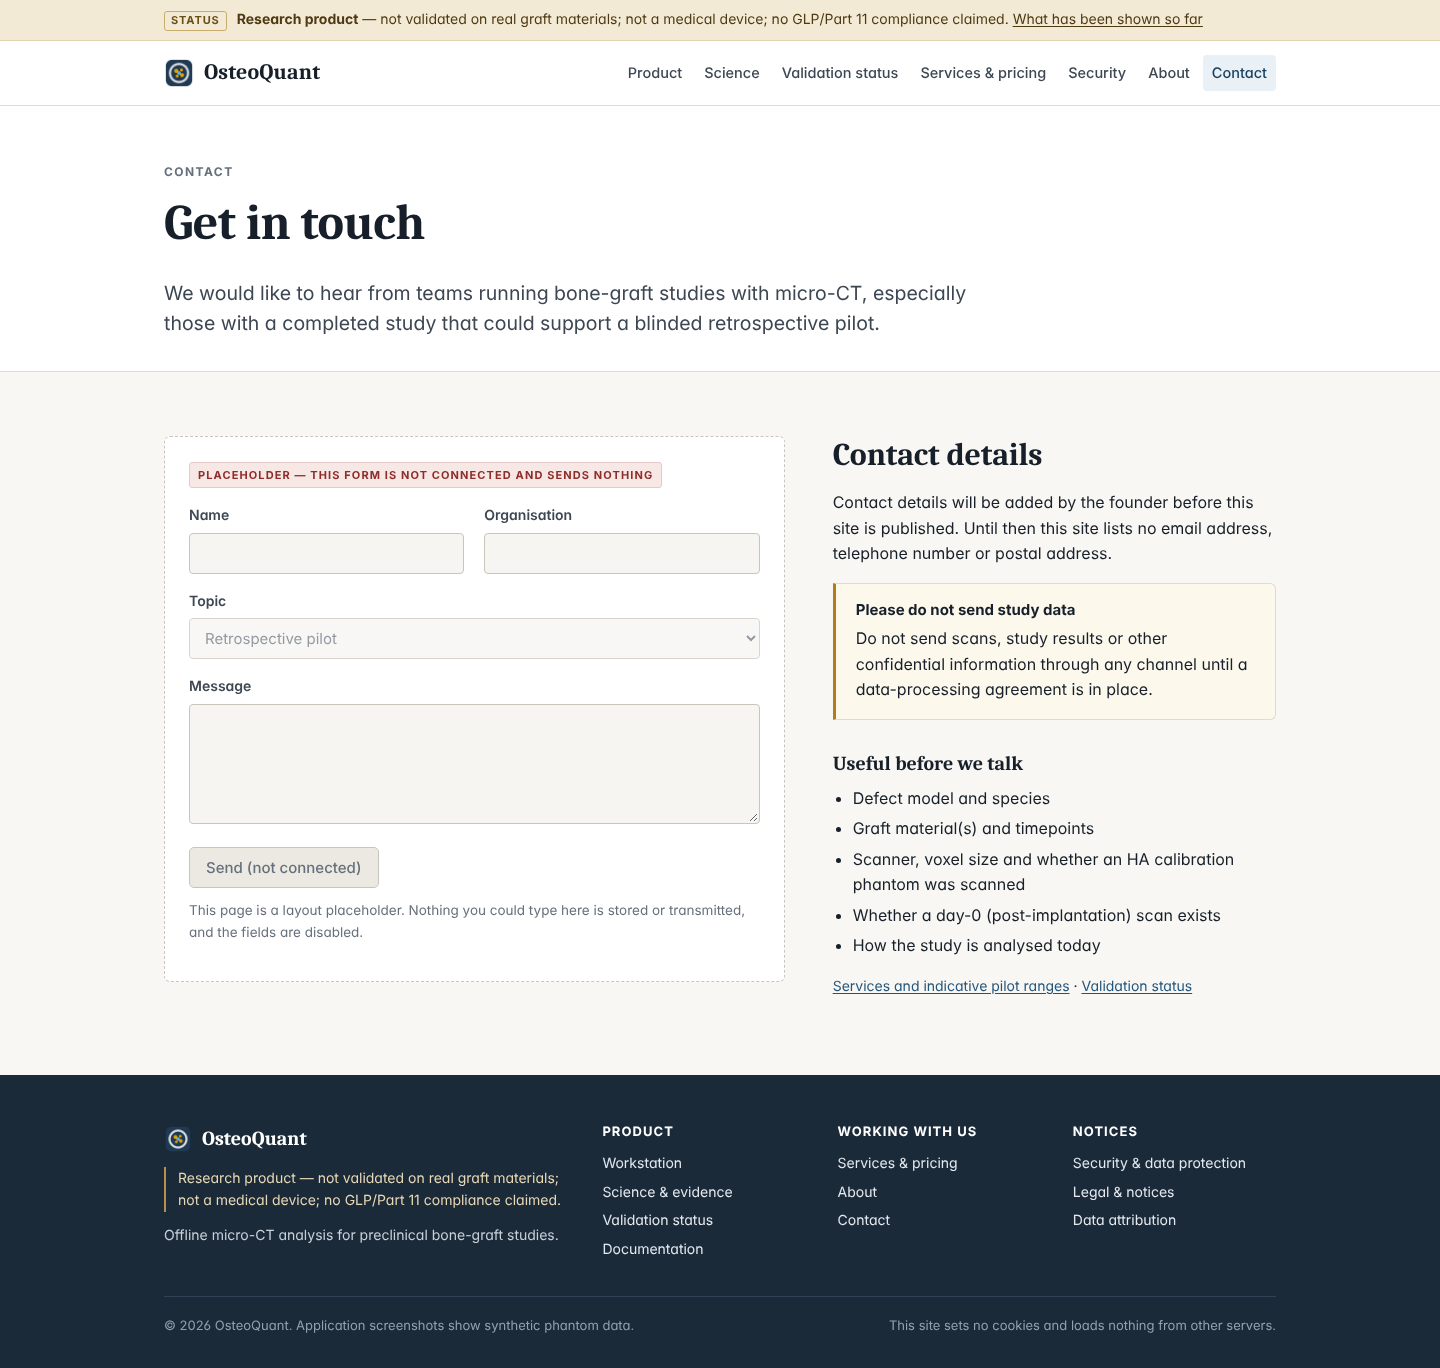 STATUS Research product — not validated on real graft materials; not a medical device; no GLP/Part 11 compliance claimed. What has been shown so far
OsteoQuant
Product Science Validation status Services & pricing Security About Contact
CONTACT
Get in touch
We would like to hear from teams running bone-graft studies with micro-CT, especially
those with a completed study that could support a blinded retrospective pilot.
PLACEHOLDER — THIS FORM IS NOT CONNECTED AND SENDS NOTHING
Name
Organisation
Topic
Retrospective pilot
Message
Send (not connected)
This page is a layout placeholder. Nothing you could type here is stored or transmitted,
and the fields are disabled.
Contact details
Contact details will be added by the founder before this
site is published. Until then this site lists no email address,
telephone number or postal address.
Please do not send study data
Do not send scans, study results or other
confidential information through any channel until a
data-processing agreement is in place.
Useful before we talk
• Defect model and species
• Graft material(s) and timepoints
• Scanner, voxel size and whether an HA calibration
phantom was scanned
• Whether a day-0 (post-implantation) scan exists
• How the study is analysed today
Services and indicative pilot ranges · Validation status
OsteoQuant
Research product — not validated on real graft materials;
not a medical device; no GLP/Part 11 compliance claimed.
Offline micro-CT analysis for preclinical bone-graft studies.
PRODUCT
Workstation
Science & evidence
Validation status
Documentation
WORKING WITH US
Services & pricing
About
Contact
NOTICES
Security & data protection
Legal & notices
Data attribution
© 2026 OsteoQuant. Application screenshots show synthetic phantom data.
This site sets no cookies and loads nothing from other servers.